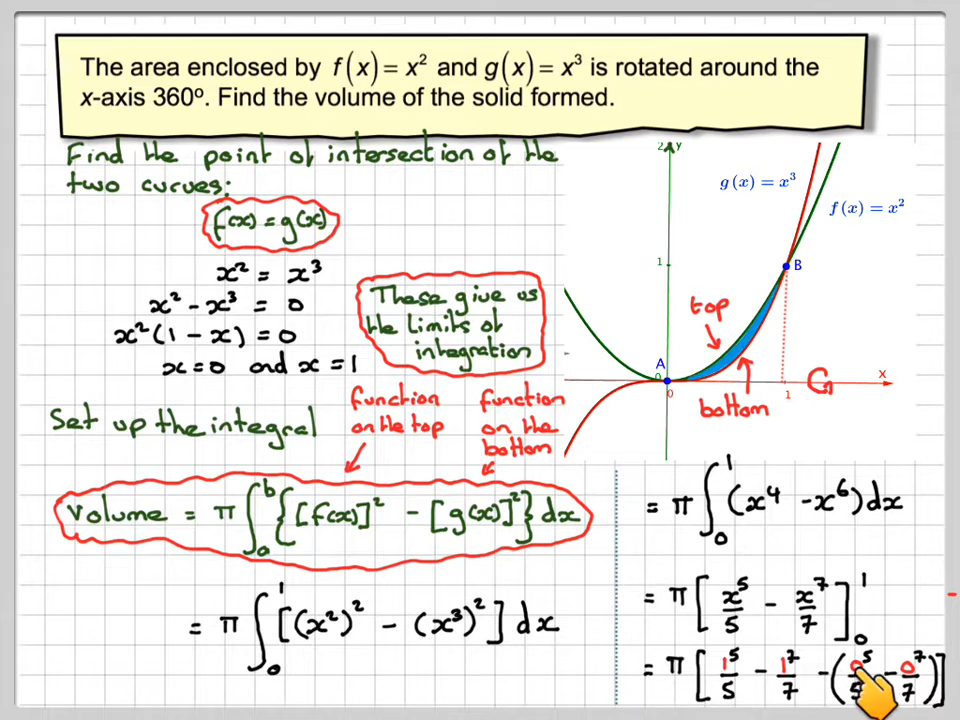 The area enclosed by f(x) = x² and g(x) = x³ is rotated around the
x-axis 360º. Find the volume of the solid formed.
Find the point of intersection of the
two curves:
f(x) = g(x)
x² = x³
x² - x³ = 0
x²(1 - x) = 0
x = 0 and x = 1
These give us
the limits of
integration
2 y
g(x) = x³
f(x) = x²
1
B
top
A
0
0
1
x
bottom
Set up the integral
function
on the top
function
on the
bottom
Volume = π ∫₀ᵇ {[f(x)]² - [g(x)]²} dx
= π ∫₀¹ [(x²)² - (x³)²] dx
= π ∫₀¹ (x⁴ - x⁶) dx
= π [x⁵/5 - x⁷/7]₀¹
= π [1⁵/5 - 1⁷/7 - (0⁵/5 - 0⁷/7)]